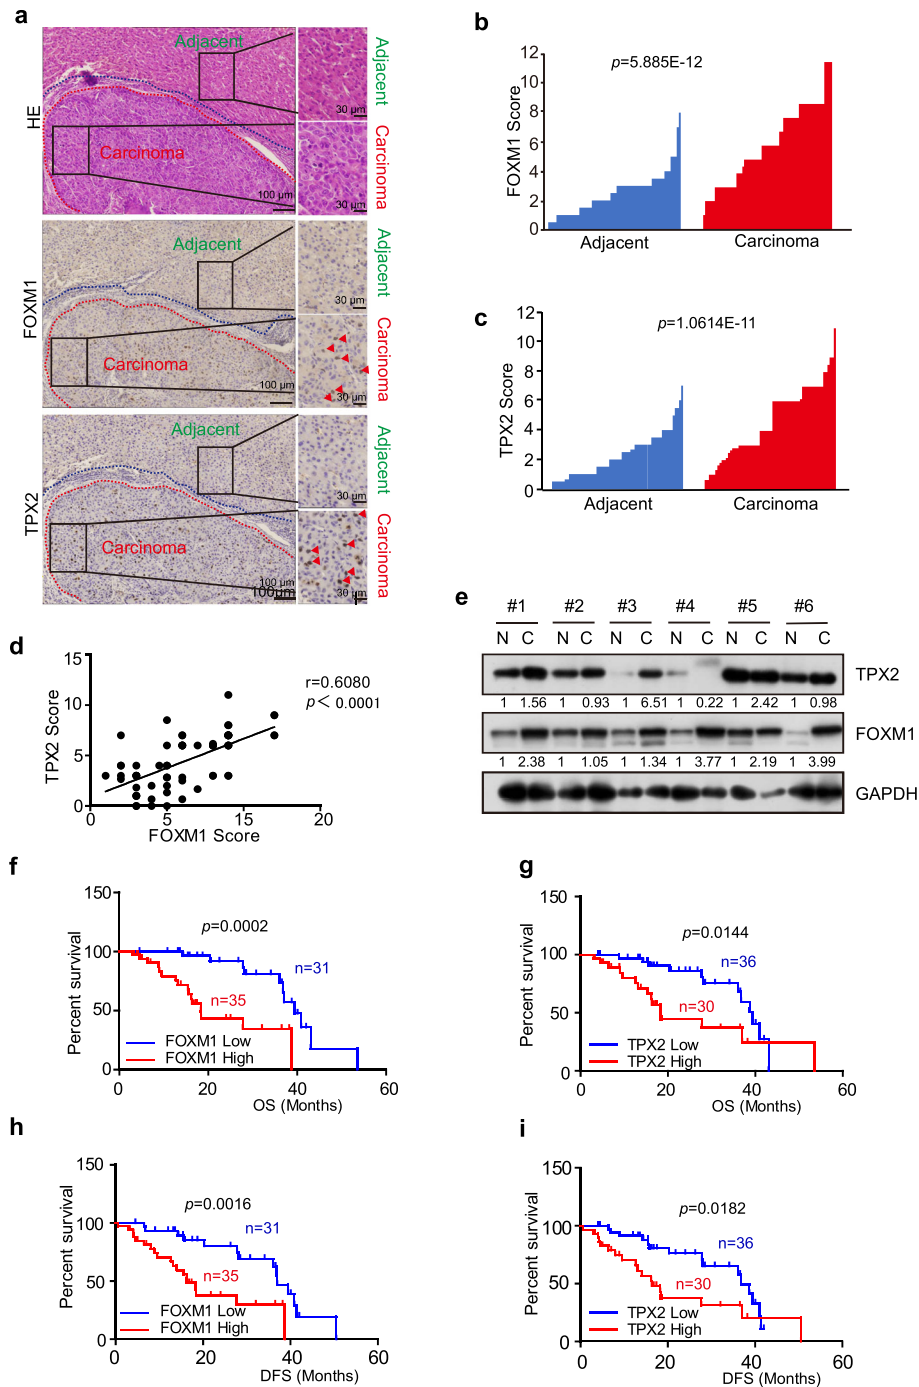 a
HE
Adjacent
Carcinoma
100 µm
Adjacent
30 µm
Carcinoma
30 µm
FOXM1
Adjacent
Carcinoma
100 µm
Adjacent
30 µm
Carcinoma
30 µm
TPX2
Adjacent
Carcinoma
100 µm
100µm
Adjacent
30 µm
Carcinoma
30 µm
b
FOXM1 Score
12
10
8
6
4
2
0
p=5.885E-12
Adjacent Carcinoma
c
TPX2 Score
12
10
8
6
4
2
0
p=1.0614E-11
Adjacent Carcinoma
d
TPX2 Score
15
10
5
0
r=0.6080
p< 0.0001
0 5 10 15 20
FOXM1 Score
e
#1 #2 #3 #4 #5 #6
N C N C N C N C N C N C
TPX2
1 1.56 1 0.93 1 6.51 1 0.22 1 2.42 1 0.98
FOXM1
1 2.38 1 1.05 1 1.34 1 3.77 1 2.19 1 3.99
GAPDH
f
Percent survival
150
100
50
0
p=0.0002
n=31
n=35
FOXM1 Low
FOXM1 High
0 20 40 60
OS (Months)
g
Percent survival
150
100
50
0
p=0.0144
n=36
n=30
TPX2 Low
TPX2 High
0 20 40 60
OS (Months)
h
Percent survival
150
100
50
0
p=0.0016
n=31
n=35
FOXM1 Low
FOXM1 High
0 20 40 60
DFS (Months)
i
Percent survival
150
100
50
0
p=0.0182
n=36
n=30
TPX2 Low
TPX2 High
0 20 40 60
DFS (Months)